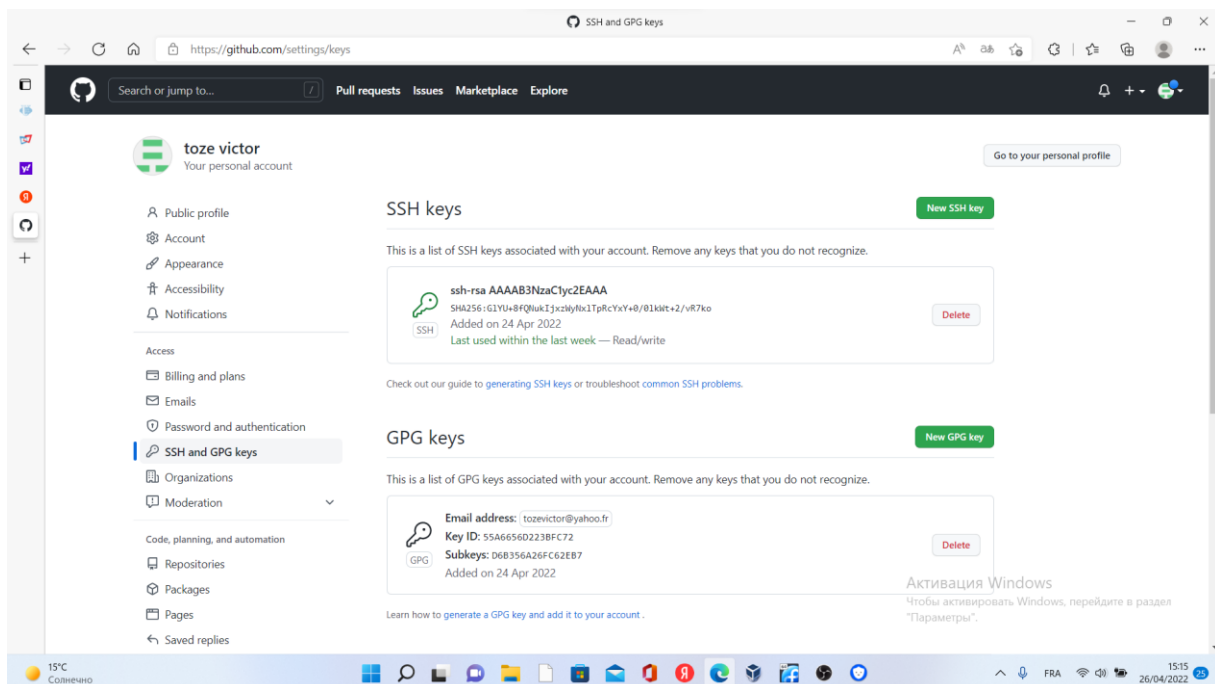 SSH and GPG keys
https://github.com/settings/keys
Search or jump to... /
Pull requests Issues Marketplace Explore
toze victor
Your personal account
Go to your personal profile
Public profile
Account
Appearance
Accessibility
Notifications
Access
Billing and plans
Emails
Password and authentication
SSH and GPG keys
Organizations
Moderation
Code, planning, and automation
Repositories
Packages
Pages
Saved replies
SSH keys
New SSH key
This is a list of SSH keys associated with your account. Remove any keys that you do not recognize.
ssh-rsa AAAAB3NzaC1yc2EAAA
SHA256:G1YU+8fQNukIjxzWyNxlTpRcYxY+0/01kWt+2/vR7ko
SSH
Added on 24 Apr 2022
Last used within the last week — Read/write
Delete
Check out our guide to generating SSH keys or troubleshoot common SSH problems.
GPG keys
New GPG key
This is a list of GPG keys associated with your account. Remove any keys that you do not recognize.
Email address: tozevictor@yahoo.fr
Key ID: 55A6656D223BFC72
GPG
Subkeys: D6B356A26FC62EB7
Added on 24 Apr 2022
Delete
Learn how to generate a GPG key and add it to your account .
Активация Windows
Чтобы активировать Windows, перейдите в раздел
"Параметры".
15°C
Солнечно
FRA
15:15
26/04/2022
25